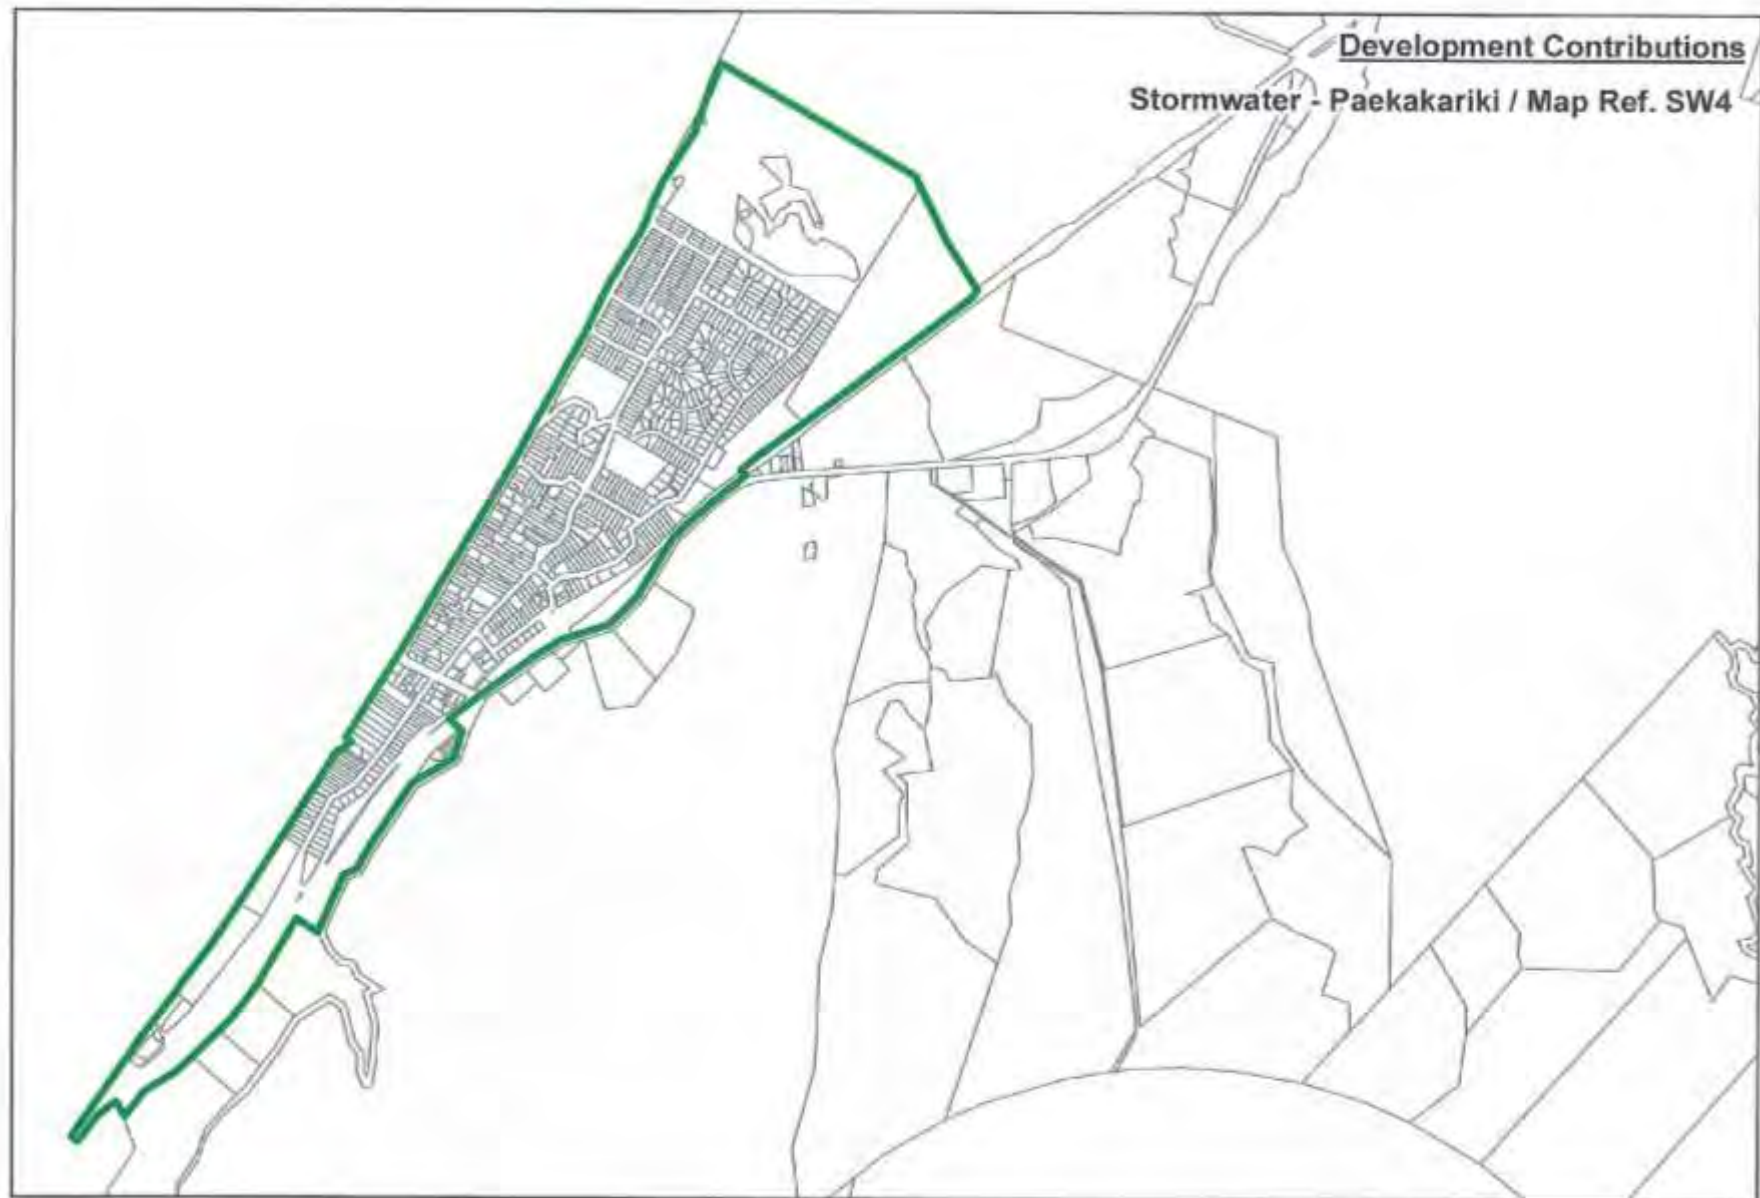 Development Contributions
Stormwater - Paekakariki / Map Ref. SW4